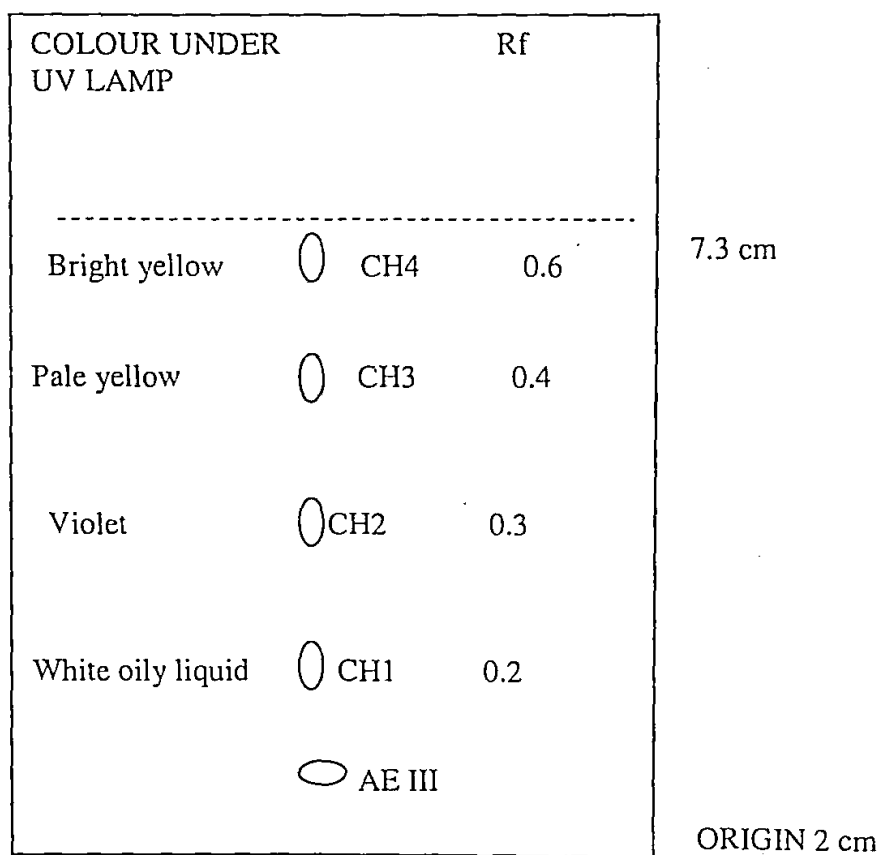 COLOUR UNDER Rf
UV LAMP
7.3 cm
Bright yellow CH4 0.6
Pale yellow CH3 0.4
Violet CH2 0.3
White oily liquid CH1 0.2
AE III
ORIGIN 2 cm